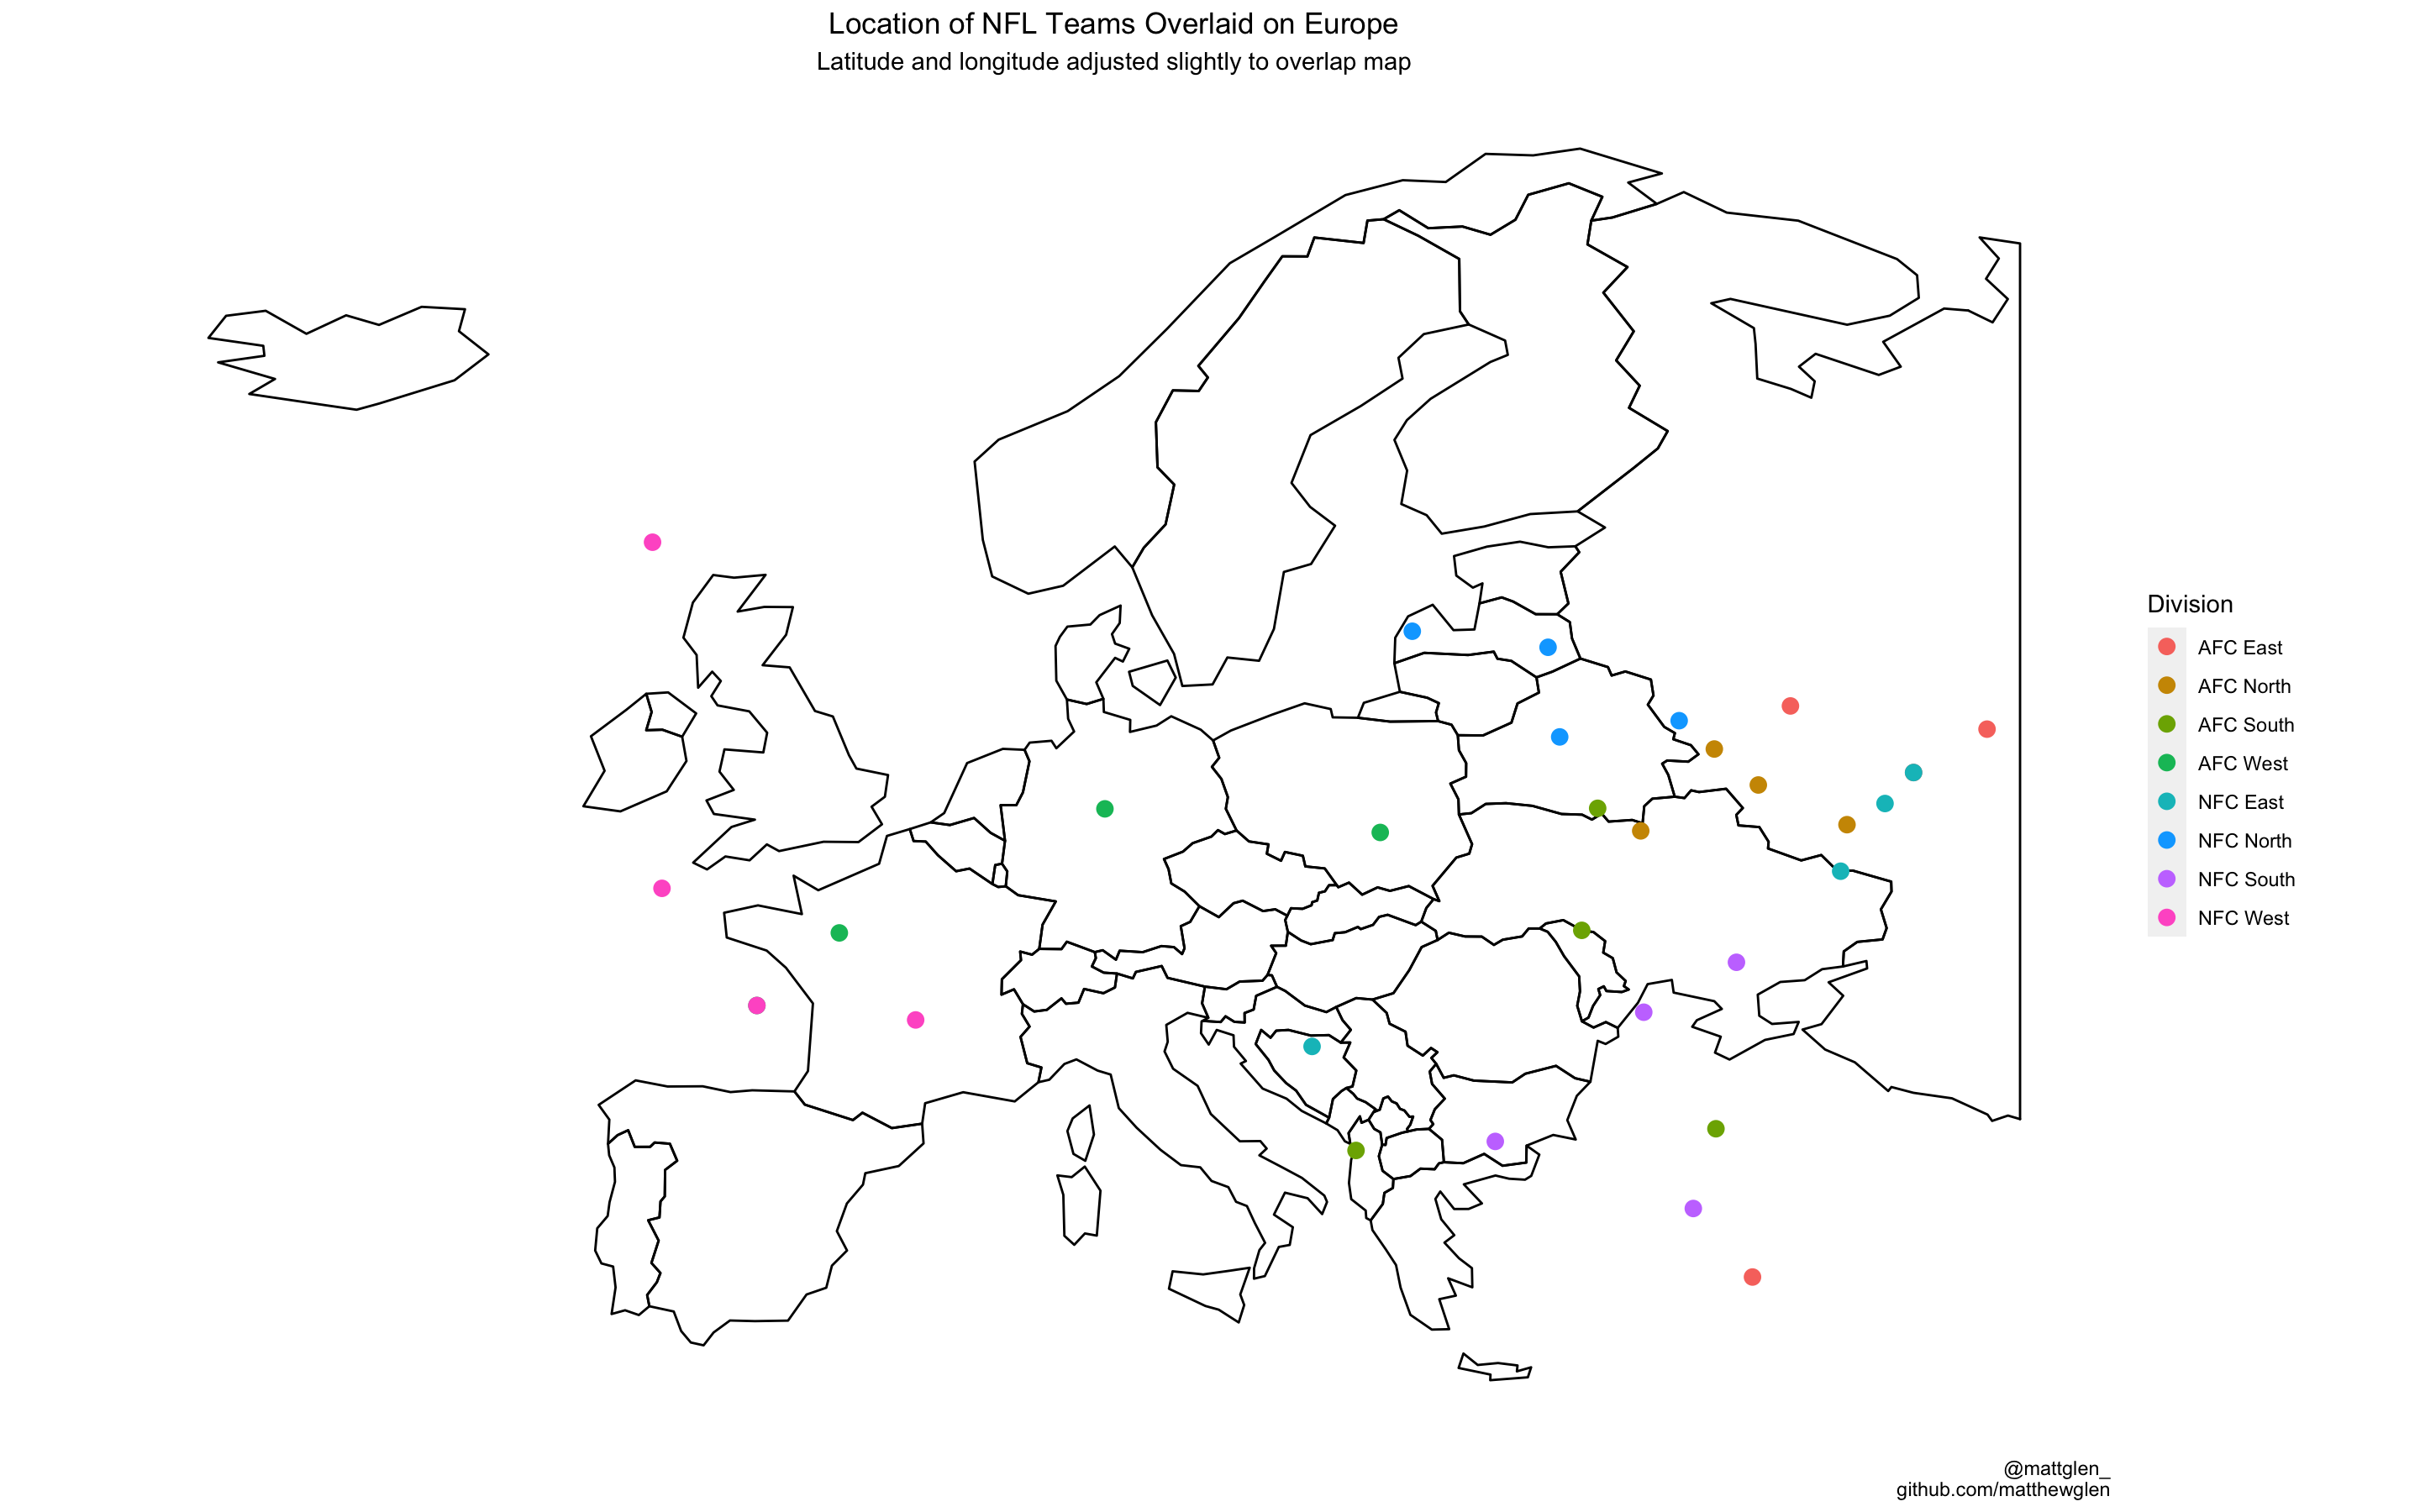 Location of NFL Teams Overlaid on Europe
Latitude and longitude adjusted slightly to overlap map
Division
AFC East
AFC North
AFC South
AFC West
NFC East
NFC North
NFC South
NFC West
@mattglen_
github.com/matthewglen